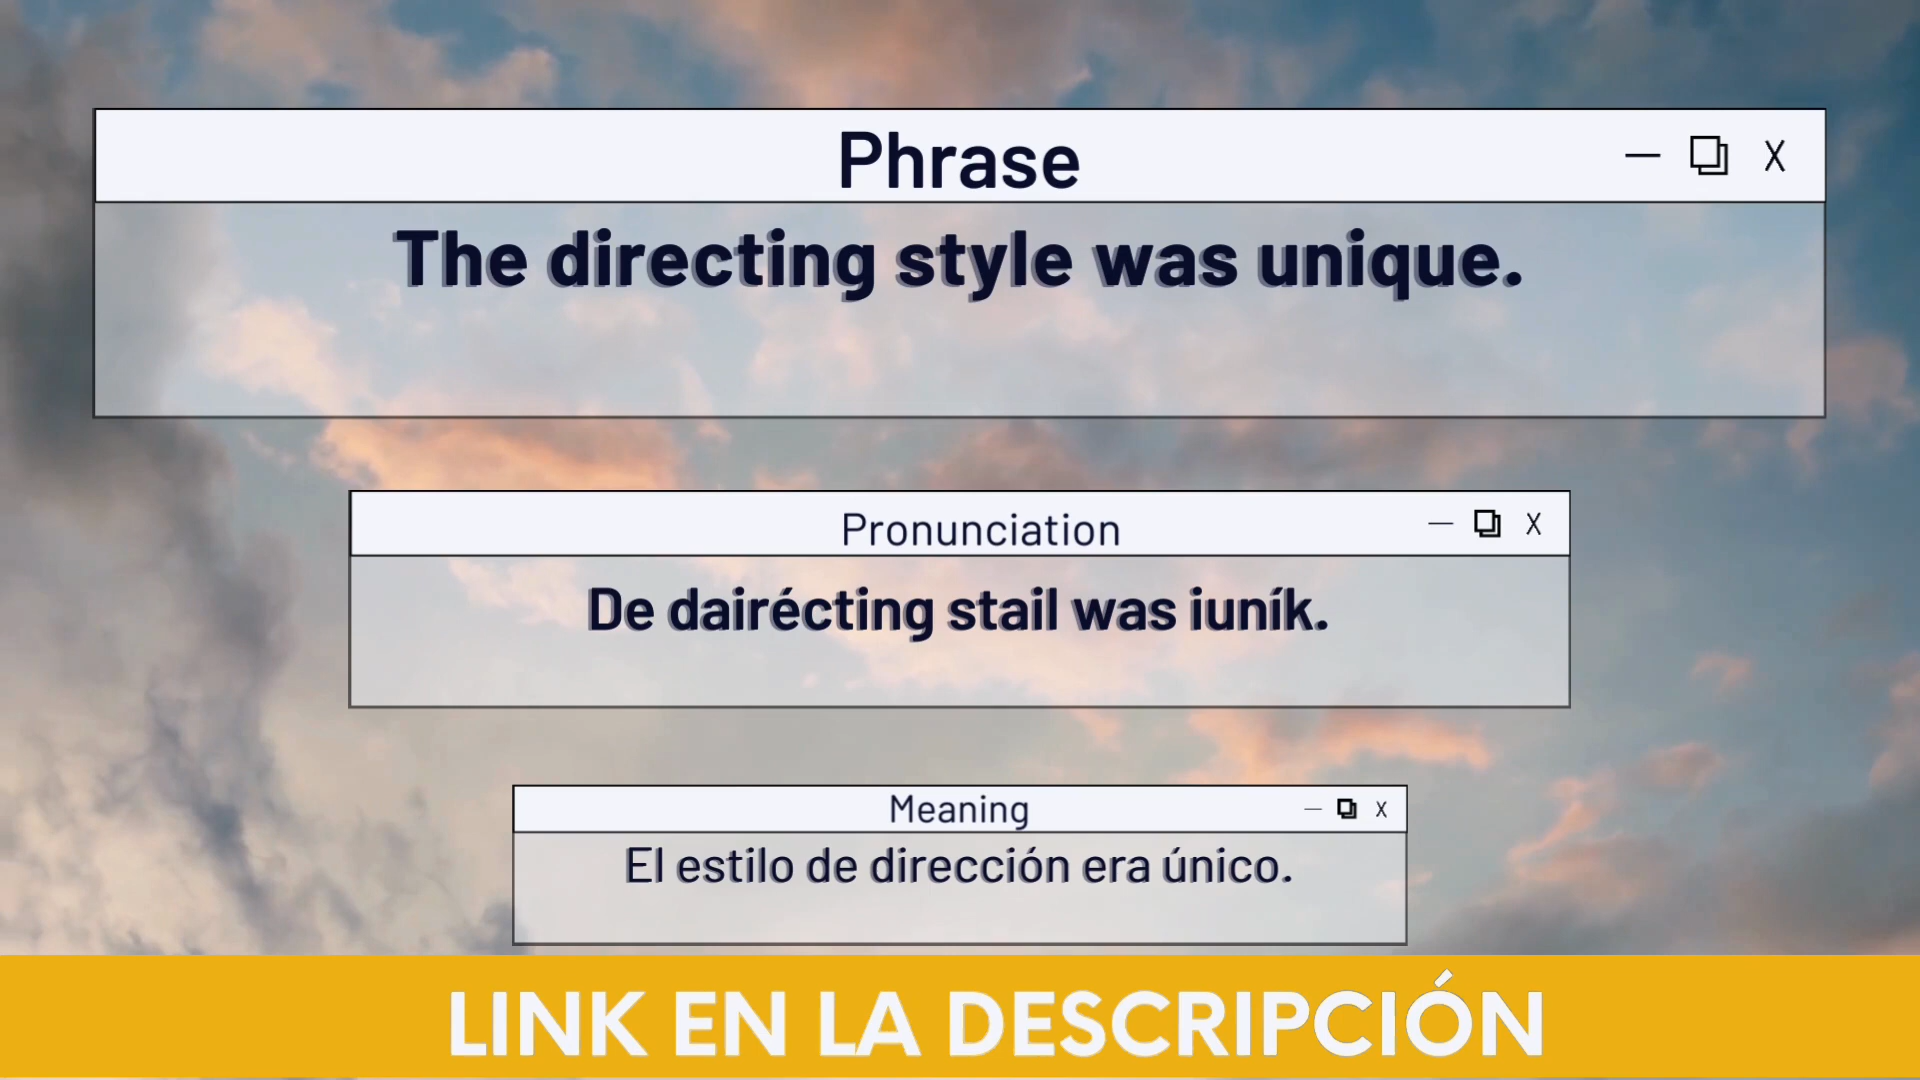 Phrase
The directing style was unique.
Pronunciation
De dairécting stail was iuník.
Meaning
El estilo de dirección era único.
LINK EN LA DESCRIPCIÓN